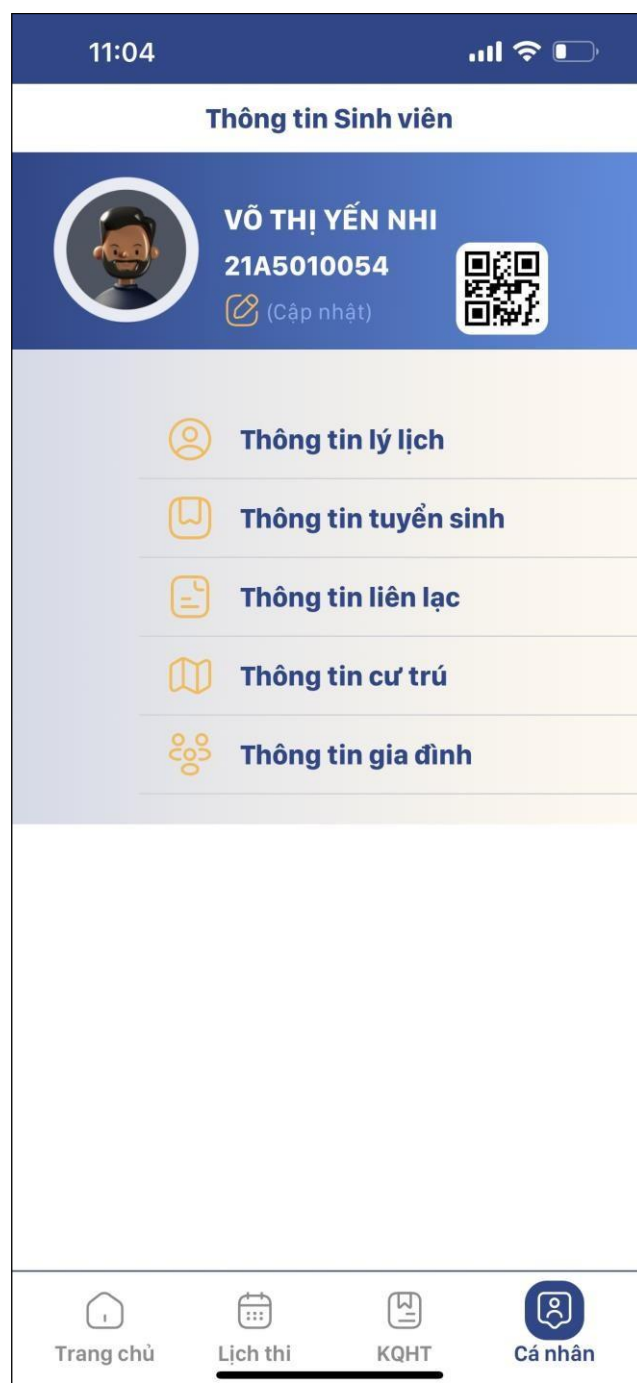 11:04
Thông tin Sinh viên
VÕ THỊ YẾN NHI
21A5010054
(Cập nhật)
Thông tin lý lịch
Thông tin tuyển sinh
Thông tin liên lạc
Thông tin cư trú
Thông tin gia đình
Trang chủ Lịch thi KQHT Cá nhân